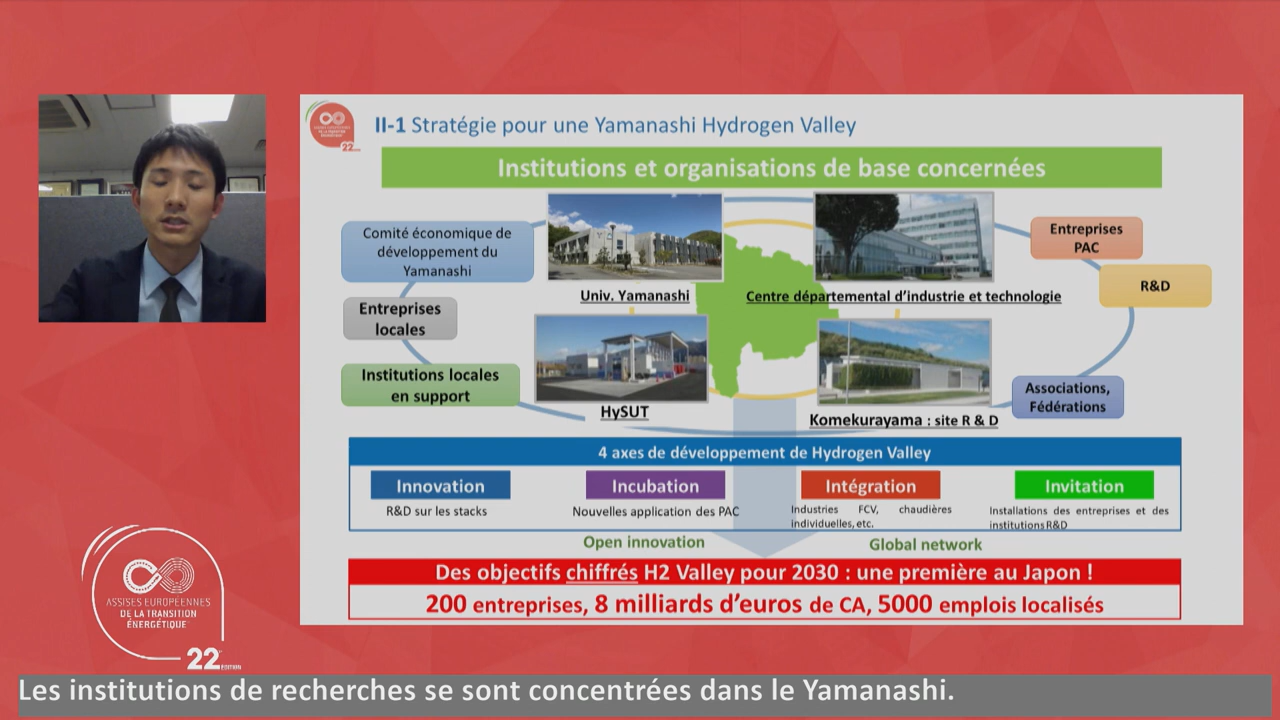 II-1 Stratégie pour une Yamanashi Hydrogen Valley
Institutions et organisations de base concernées
Comité économique de
développement du
Yamanashi
Entreprises
locales
Institutions locales
en support
Univ. Yamanashi
Centre départemental d'industrie et technologie
HySUT
Komekurayama : site R & D
Entreprises
PAC
R&D
Associations,
Fédérations
4 axes de développement de Hydrogen Valley
Innovation
R&D sur les stacks
Incubation
Nouvelles application des PAC
Intégration
Industries FCV, chaudières
individuelles, etc.
Invitation
Installations des entreprises et des
institutions R&D
Open innovation
Global network
Des objectifs chiffrés H2 Valley pour 2030 : une première au Japon !
200 entreprises, 8 milliards d'euros de CA, 5000 emplois localisés
ASSISES EUROPÉENNES
DE LA TRANSITION
ÉNERGÉTIQUE
22e ÉDITION
Les institutions de recherches se sont concentrées dans le Yamanashi.